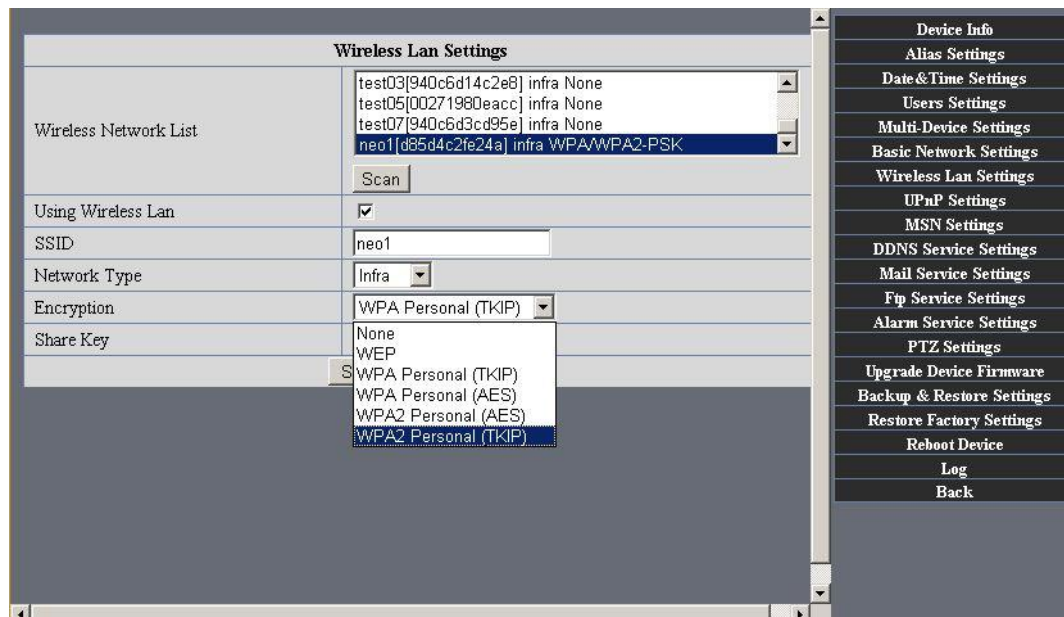 Wireless Lan Settings
Wireless Network List
test03[940c6d14c2e8] infra None
test05[00271980eacc] infra None
test07[940c6d3cd95e] infra None
neo1[d85d4c2fe24a] infra WPA/WPA2-PSK
Scan
Using Wireless Lan
SSID
neo1
Network Type
Infra
Encryption
WPA Personal (TKIP)
Share Key
None
WEP
WPA Personal (TKIP)
WPA Personal (AES)
WPA2 Personal (AES)
WPA2 Personal (TKIP)
S
Device Info
Alias Settings
Date&Time Settings
Users Settings
Multi-Device Settings
Basic Network Settings
Wireless Lan Settings
UPnP Settings
MSN Settings
DDNS Service Settings
Mail Service Settings
Ftp Service Settings
Alarm Service Settings
PTZ Settings
Upgrade Device Firmware
Backup & Restore Settings
Restore Factory Settings
Reboot Device
Log
Back